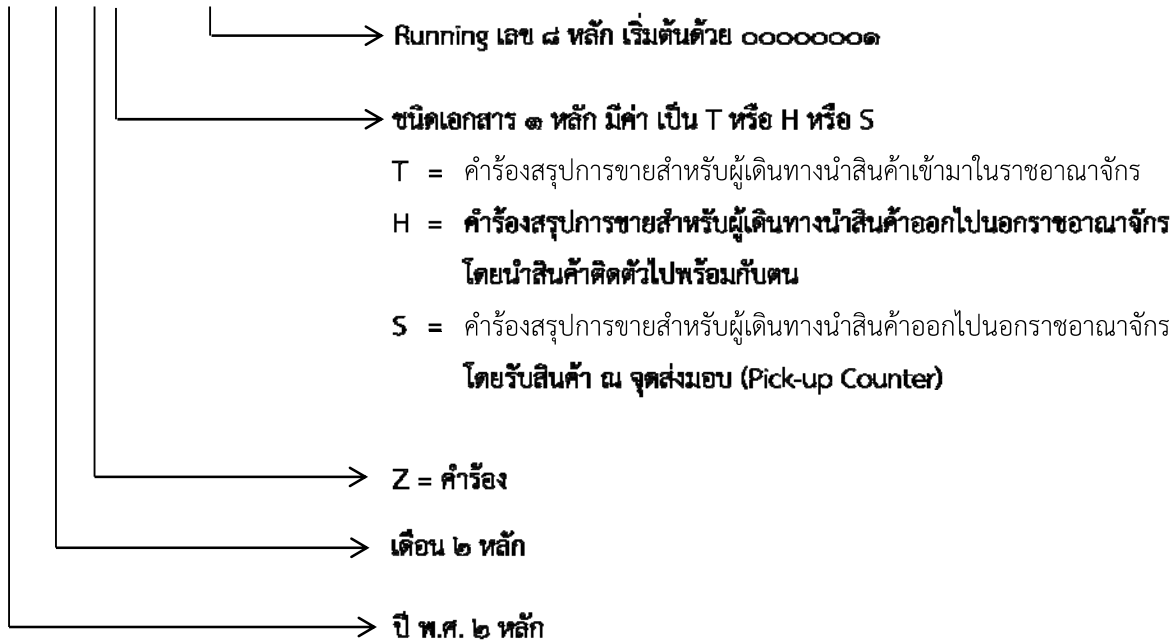 Running เลข ๘ หลัก เริ่มต้นด้วย ๐๐๐๐๐๐๐๑
ชนิดเอกสาร ๑ หลัก มีค่า เป็น T หรือ H หรือ S
T = คำร้องสรุปการขายสำหรับผู้เดินทางนำสินค้าเข้ามาในราชอาณาจักร
H = คำร้องสรุปการขายสำหรับผู้เดินทางนำสินค้าออกไปนอกราชอาณาจักร
โดยนำสินค้าติดตัวไปพร้อมกับตน
S = คำร้องสรุปการขายสำหรับผู้เดินทางนำสินค้าออกไปนอกราชอาณาจักร
โดยรับสินค้า ณ จุดส่งมอบ (Pick-up Counter)
Z = คำร้อง
เดือน ๒ หลัก
ปี พ.ศ. ๒ หลัก